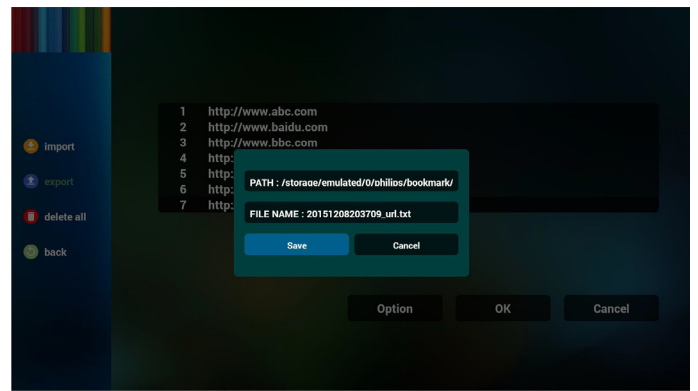 1 http://www.abc.com
2 http://www.baidu.com
3 http://www.bbc.com
4 http:
5 http:
6 http:
7 http:
import
export
delete all
back
PATH : /storage/emulated/0/philips/bookmark/
FILE NAME : 20151208203709_url.txt
Save Cancel
Option OK Cancel